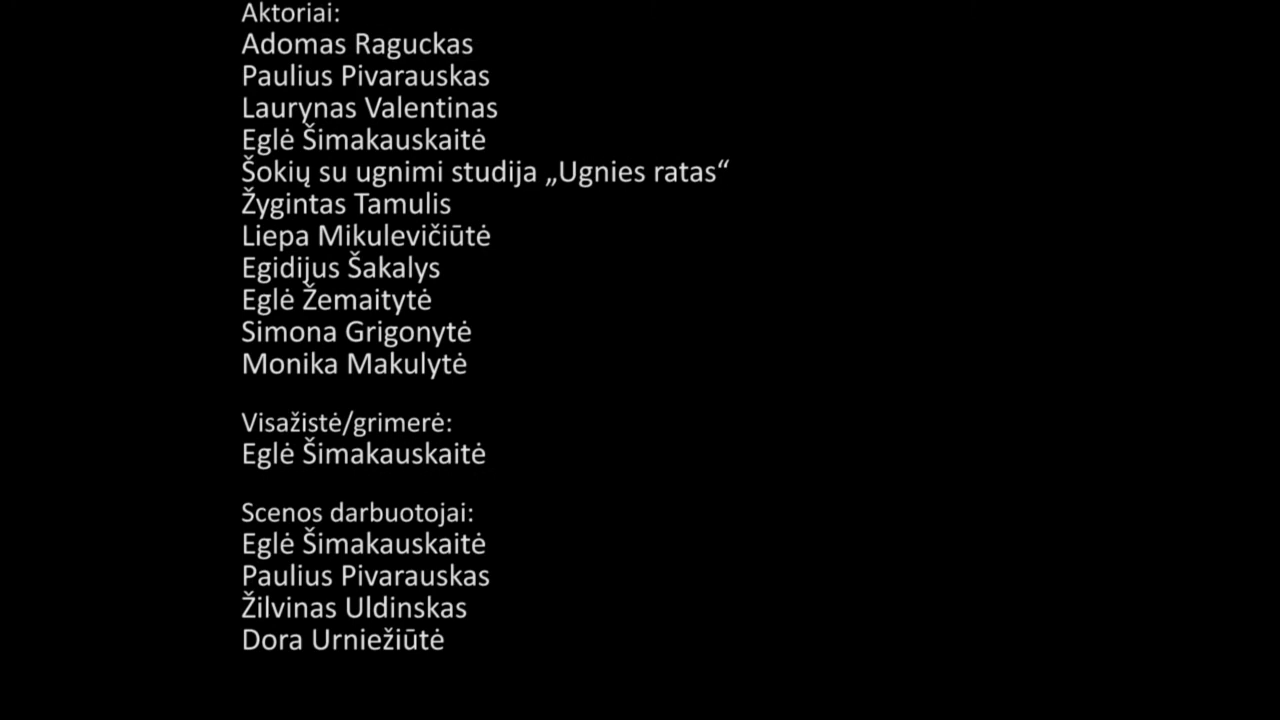 Aktoriai:
Adomas Raguckas
Paulius Pivarauskas
Laurynas Valentinas
Eglė Šimakauskaitė
Šokių su ugnimi studija „Ugnies ratas“
Žygintas Tamulis
Liepa Mikulevičiūtė
Egidijus Šakalys
Eglė Žemaitytė
Simona Grigonytė
Monika Makulytė
Visažistė/grimerė:
Eglė Šimakauskaitė
Scenos darbuotojai:
Eglė Šimakauskaitė
Paulius Pivarauskas
Žilvinas Uldinskas
Dora Urniežiūtė